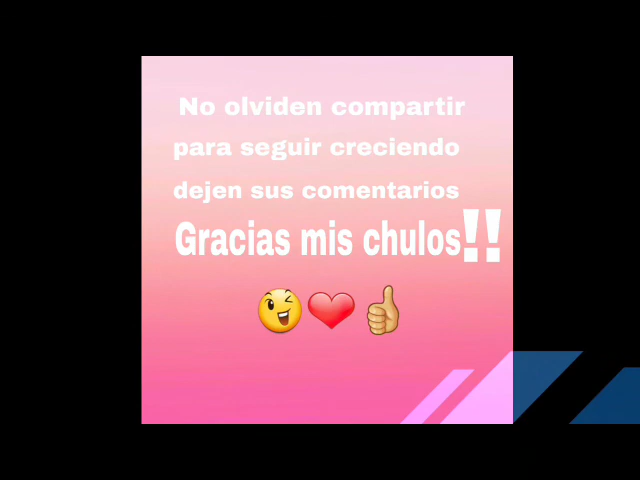 No olviden compartir
para seguir creciendo
dejen sus comentarios
Gracias mis chulos!!